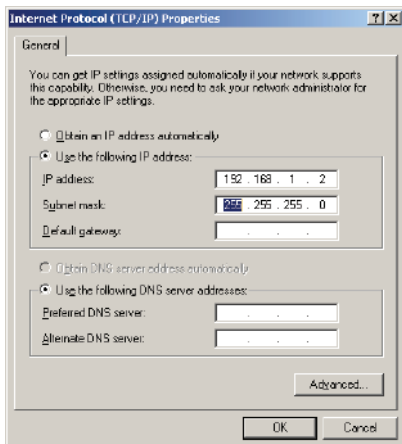 Internet Protocol (TCP/IP) Properties
General
You can get IP settings assigned automatically if your network supports
this capability. Otherwise, you need to ask your network administrator for
the appropriate IP settings.
Obtain an IP address automatically
Use the following IP address:
IP address: 192 . 168 . 1 . 2
Subnet mask: 255 . 255 . 255 . 0
Default gateway: . . .
Obtain DNS server address automatically
Use the following DNS server addresses:
Preferred DNS server: . . .
Alternate DNS server: . . .
Advanced...
OK Cancel